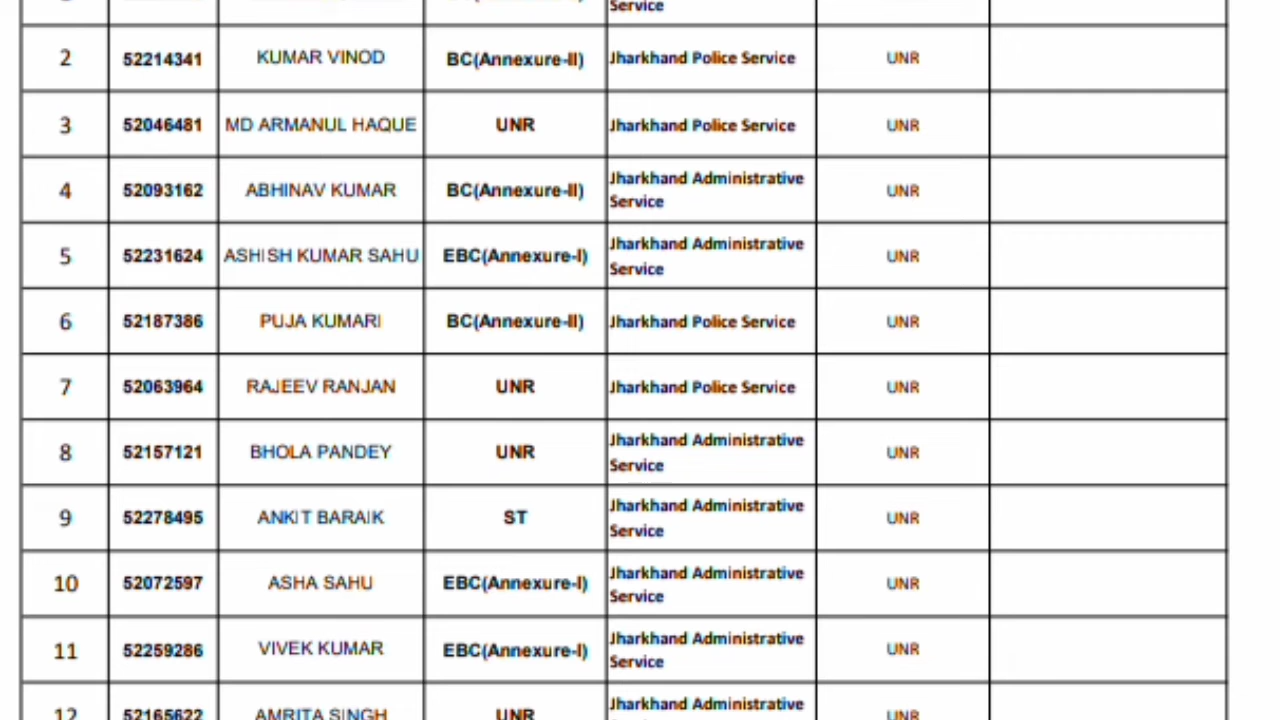 Service
2 52214341 KUMAR VINOD BC(Annexure-II) Jharkhand Police Service UNR
3 52046481 MD ARMANUL HAQUE UNR Jharkhand Police Service UNR
4 52093162 ABHINAV KUMAR BC(Annexure-II) Jharkhand Administrative
Service UNR
5 52231624 ASHISH KUMAR SAHU EBC(Annexure-I) Jharkhand Administrative
Service UNR
6 52187386 PUJA KUMARI BC(Annexure-II) Jharkhand Police Service UNR
7 52063964 RAJEEV RANJAN UNR Jharkhand Police Service UNR
8 52157121 BHOLA PANDEY UNR Jharkhand Administrative
Service UNR
9 52278495 ANKIT BARAIK ST Jharkhand Administrative
Service UNR
10 52072597 ASHA SAHU EBC(Annexure-I) Jharkhand Administrative
Service UNR
11 52259286 VIVEK KUMAR EBC(Annexure-I) Jharkhand Administrative
Service UNR
12 52165622 AMRITA SINGH UNR Jharkhand Administrative
UNR